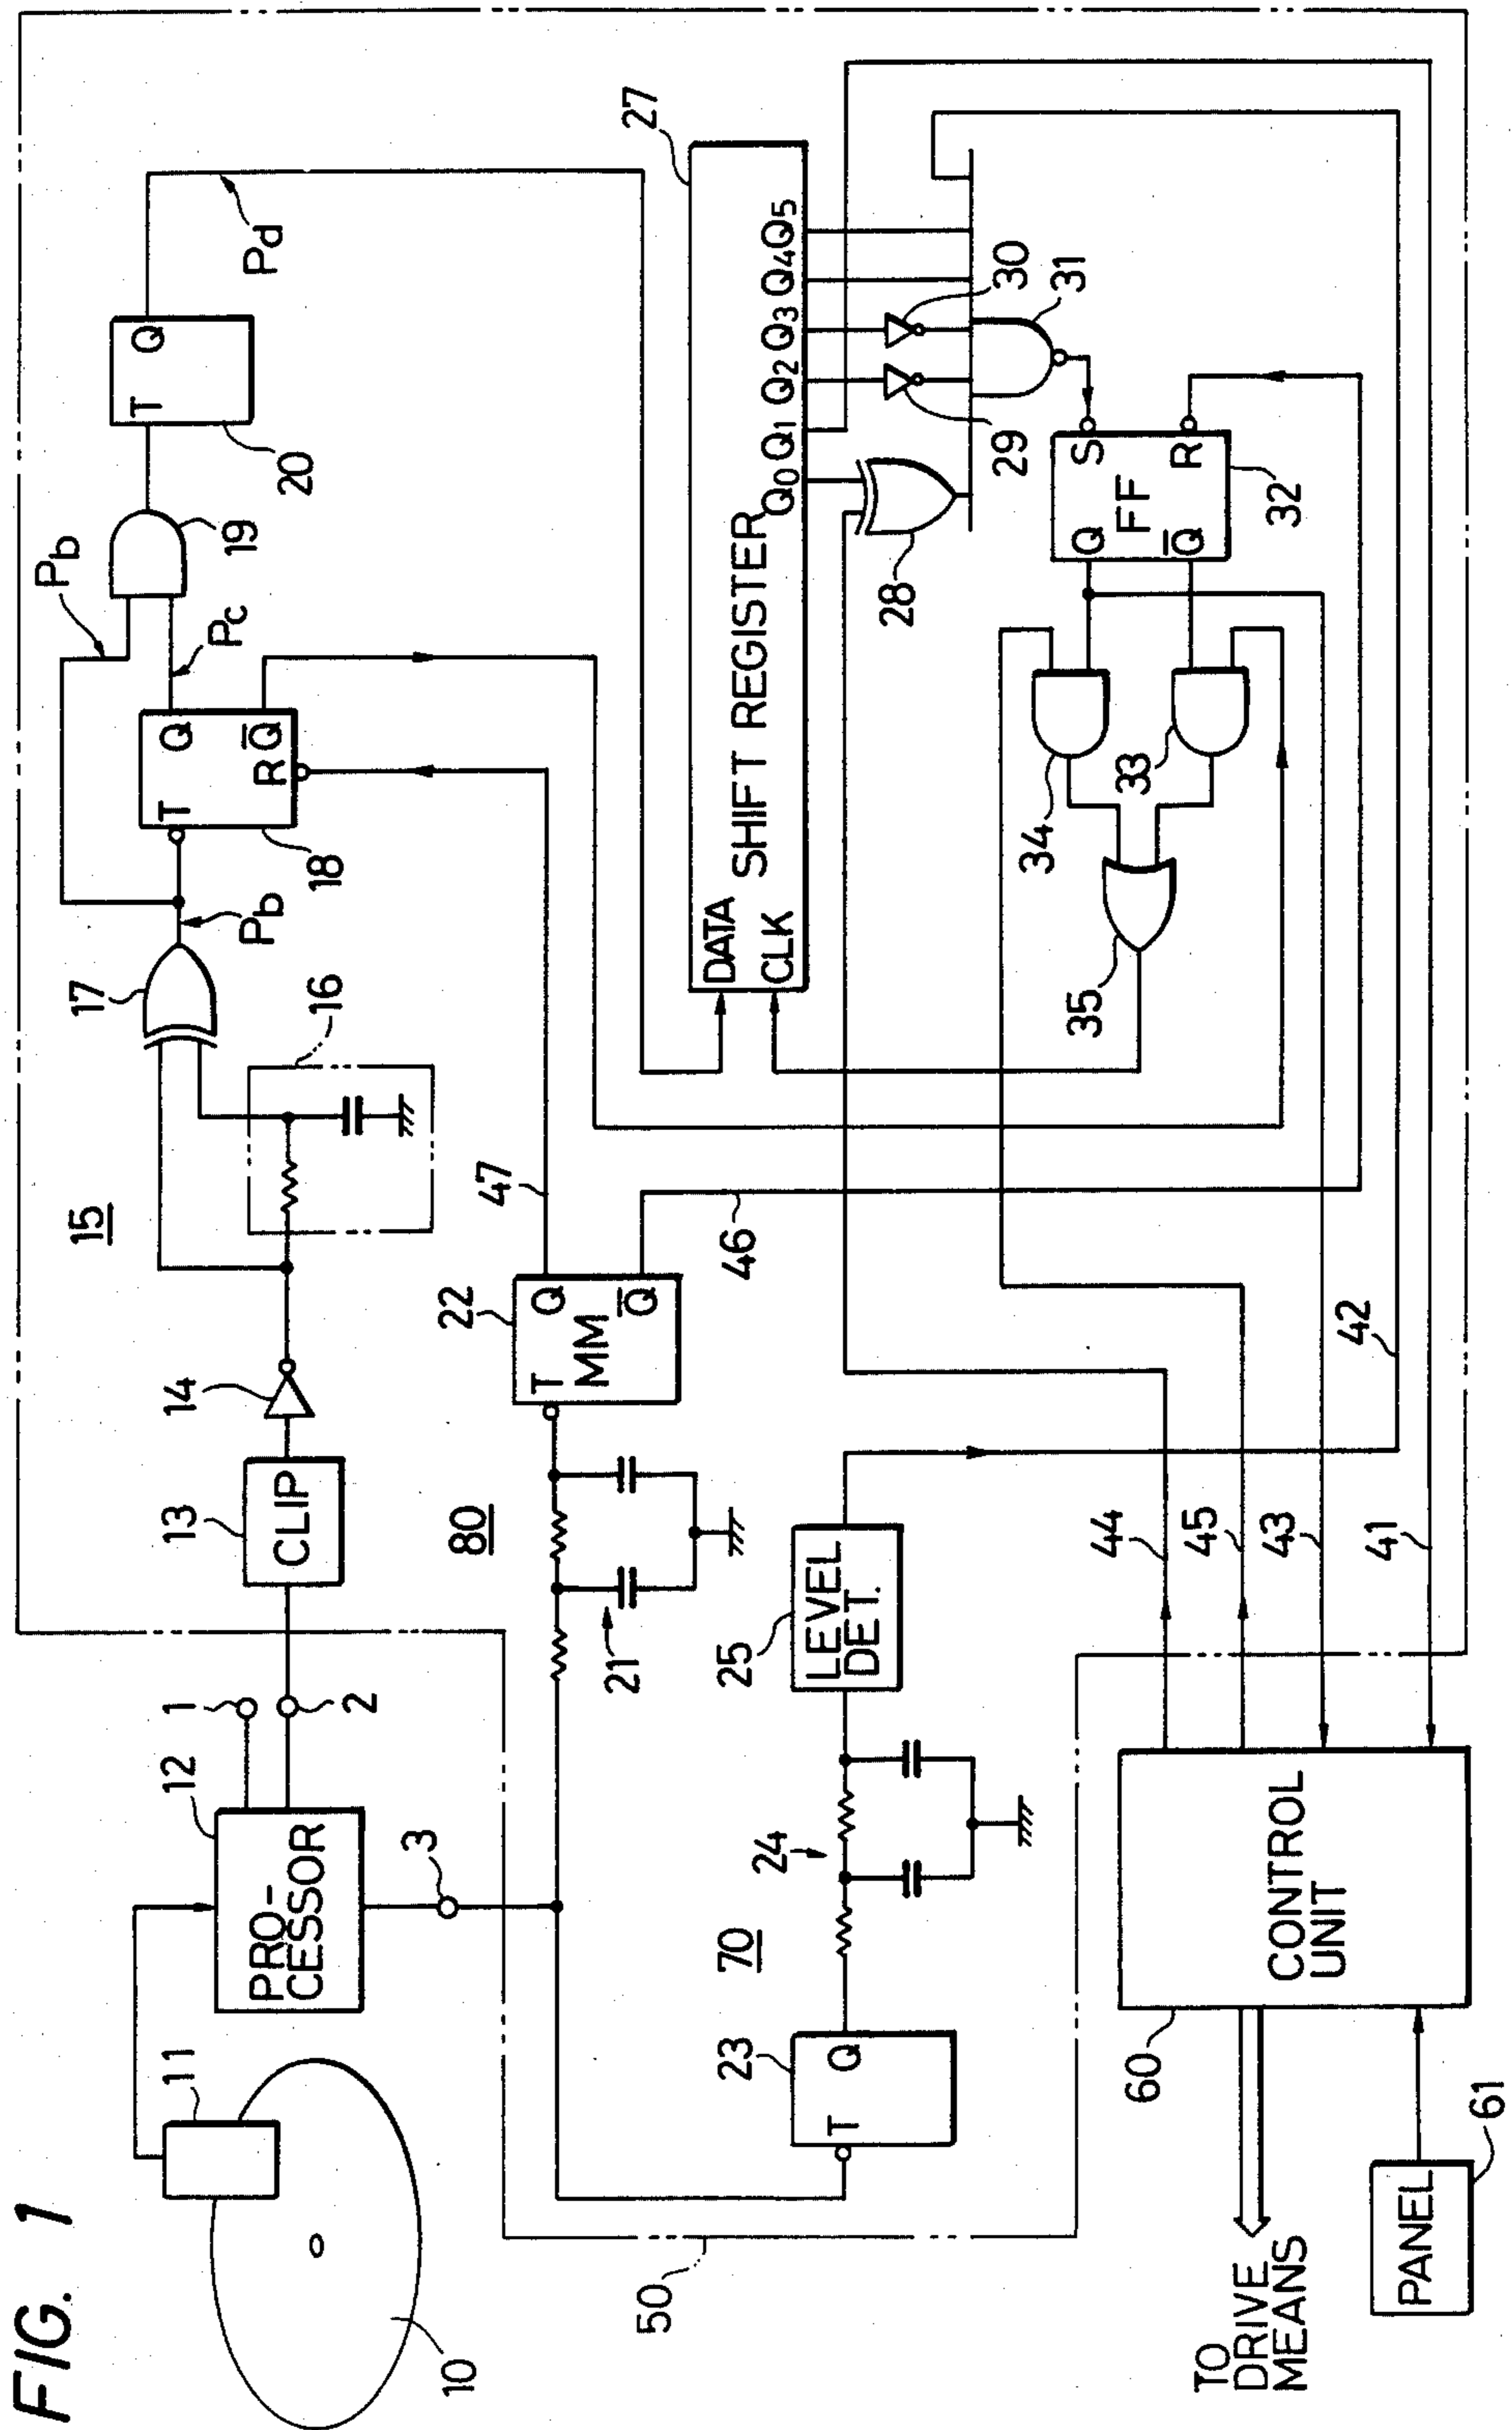 FIG. 1
10
11
PRO-
CESSOR
12
1
2
3
13
CLIP
14
15
16
17
Pb
Pb
18
T
Q
Q
R
Pc
19
20
T
Q
Pd
21
80
22
T
Q
MM
Q
47
46
23
T
Q
70
24
25
LEVEL
DET.
27
DATA
CLK
SHIFT REGISTER
Q0
Q1
Q2
Q3
Q4
Q5
28
29
30
31
32
S
R
FF
Q
Q
33
34
35
44
45
43
41
42
50
60
CONTROL
UNIT
TO
DRIVE
MEANS
PANEL
61